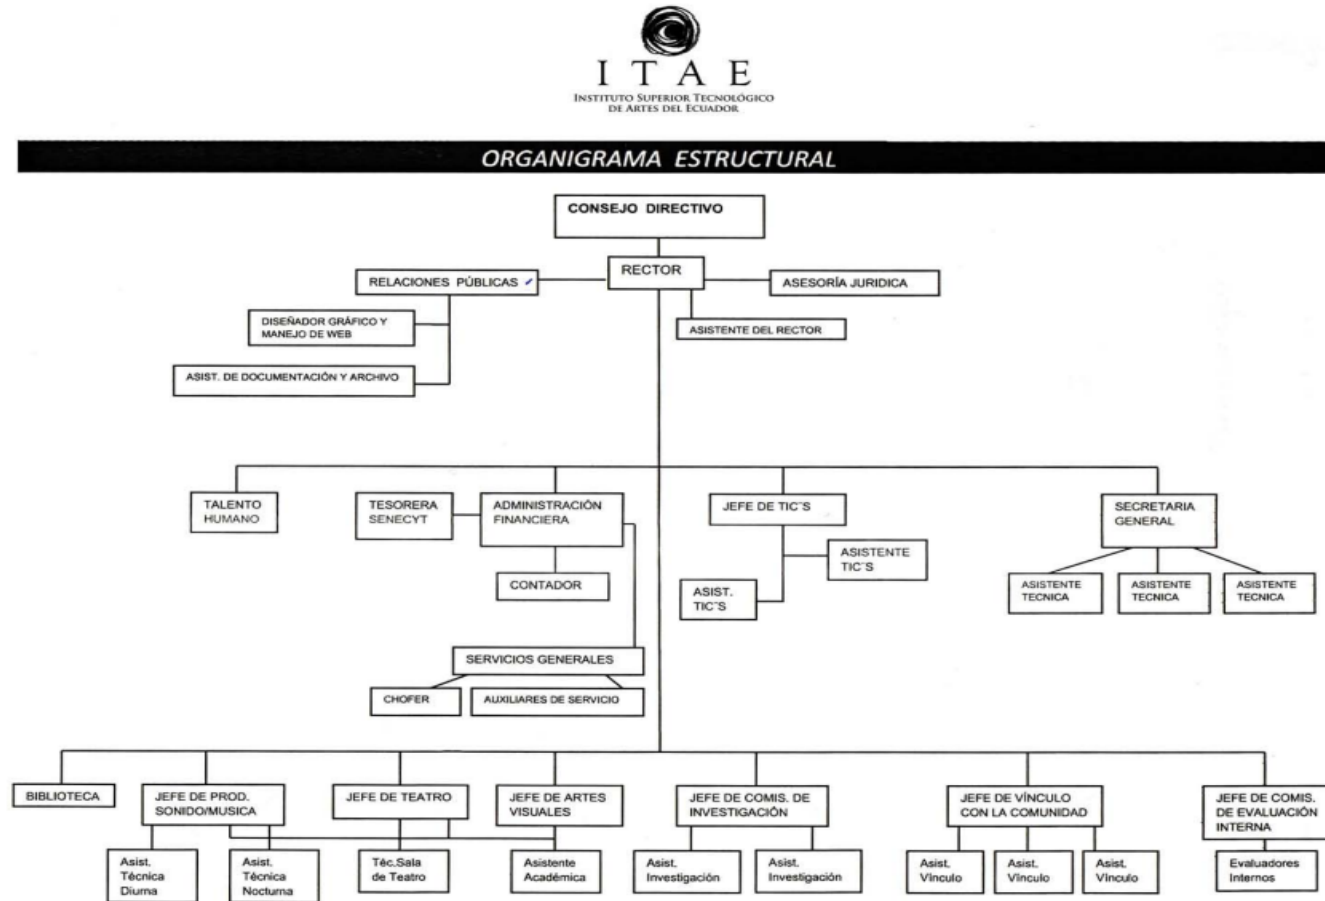 I T A E
INSTITUTO SUPERIOR TECNOLÓGICO
DE ARTES DEL ECUADOR
ORGANIGRAMA ESTRUCTURAL
CONSEJO DIRECTIVO
RECTOR
RELACIONES PÚBLICAS
ASESORÍA JURIDICA
DISEÑADOR GRÁFICO Y
MANEJO DE WEB
ASISTENTE DEL RECTOR
ASIST. DE DOCUMENTACIÓN Y ARCHIVO
TALENTO
HUMANO
TESORERA
SENECYT
ADMINISTRACIÓN
FINANCIERA
JEFE DE TIC¨S
SECRETARIA
GENERAL
CONTADOR
ASISTENTE
TIC¨S
ASIST.
TIC¨S
ASISTENTE
TECNICA
ASISTENTE
TECNICA
ASISTENTE
TECNICA
SERVICIOS GENERALES
CHOFER
AUXILIARES DE SERVICIO
BIBLIOTECA
JEFE DE PROD.
SONIDO/MUSICA
JEFE DE TEATRO
JEFE DE ARTES
VISUALES
JEFE DE COMIS. DE
INVESTIGACIÓN
JEFE DE VÍNCULO
CON LA COMUNIDAD
JEFE DE COMIS.
DE EVALUACIÓN
INTERNA
Asist.
Técnica
Diurna
Asist.
Técnica
Nocturna
Téc.Sala
de Teatro
Asistente
Académica
Asist.
Investigación
Asist.
Investigación
Asist.
Vínculo
Asist.
Vínculo
Asist.
Vínculo
Evaluadores
Internos